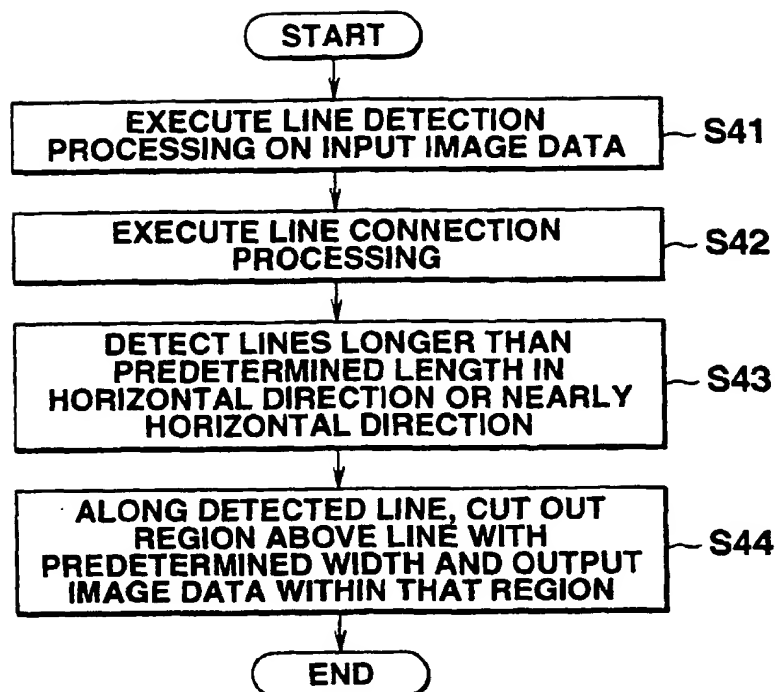 START
EXECUTE LINE DETECTION
PROCESSING ON INPUT IMAGE DATA
S41
EXECUTE LINE CONNECTION
PROCESSING
S42
DETECT LINES LONGER THAN
PREDETERMINED LENGTH IN
HORIZONTAL DIRECTION OR NEARLY
HORIZONTAL DIRECTION
S43
ALONG DETECTED LINE, CUT OUT
REGION ABOVE LINE WITH
PREDETERMINED WIDTH AND OUTPUT
IMAGE DATA WITHIN THAT REGION
S44
END